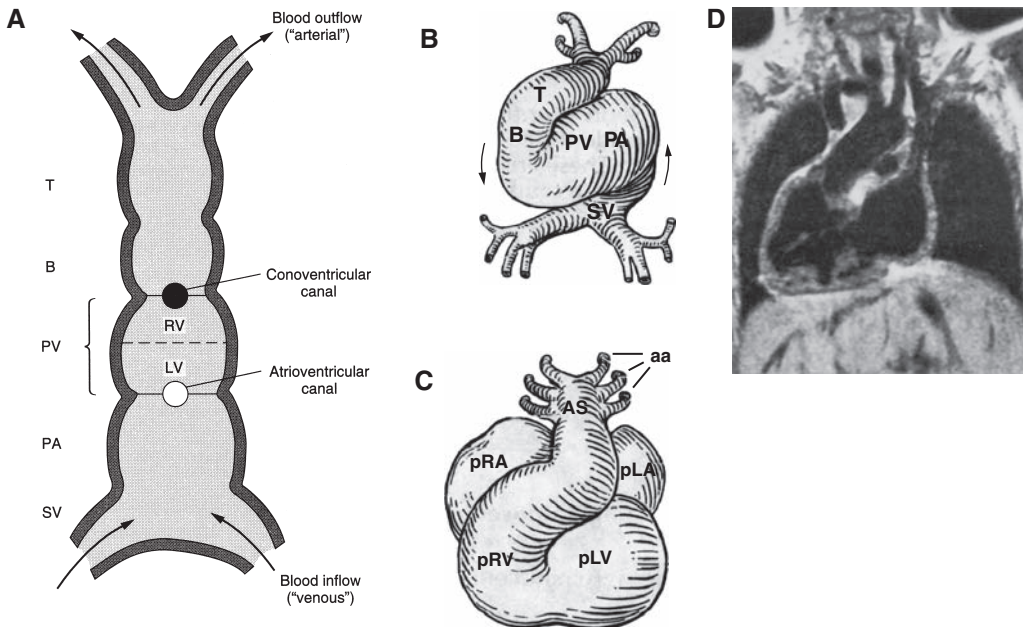 A
Blood outflow
(“arterial”)
T
B
Conoventricular
canal
RV
PV
LV
Atrioventricular
canal
PA
SV
Blood inflow
(“venous”)
B
T
B
PV
PA
SV
C
aa
AS
pRA
pLA
pRV
pLV
D